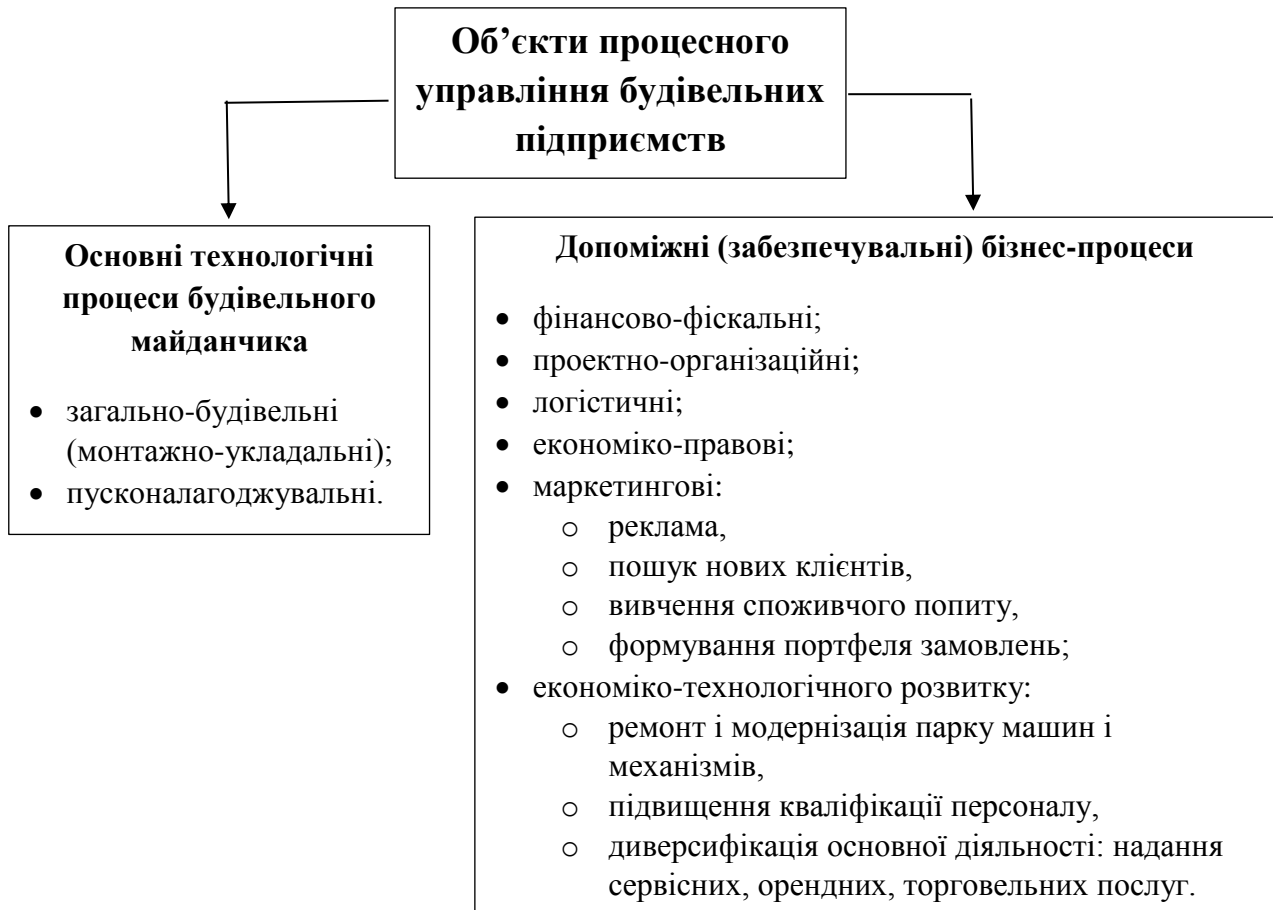 Об’єкти процесного
управління будівельних
підприємств
Основні технологічні
процеси будівельного
майданчика
• загально-будівельні
(монтажно-укладальні);
• пусконалагоджувальні.
Допоміжні (забезпечувальні) бізнес-процеси
• фінансово-фіскальні;
• проектно-організаційні;
• логістичні;
• економіко-правові;
• маркетингові:
o реклама,
o пошук нових клієнтів,
o вивчення споживчого попиту,
o формування портфеля замовлень;
• економіко-технологічного розвитку:
o ремонт і модернізація парку машин і
механізмів,
o підвищення кваліфікації персоналу,
o диверсифікація основної діяльності: надання
сервісних, орендних, торговельних послуг.